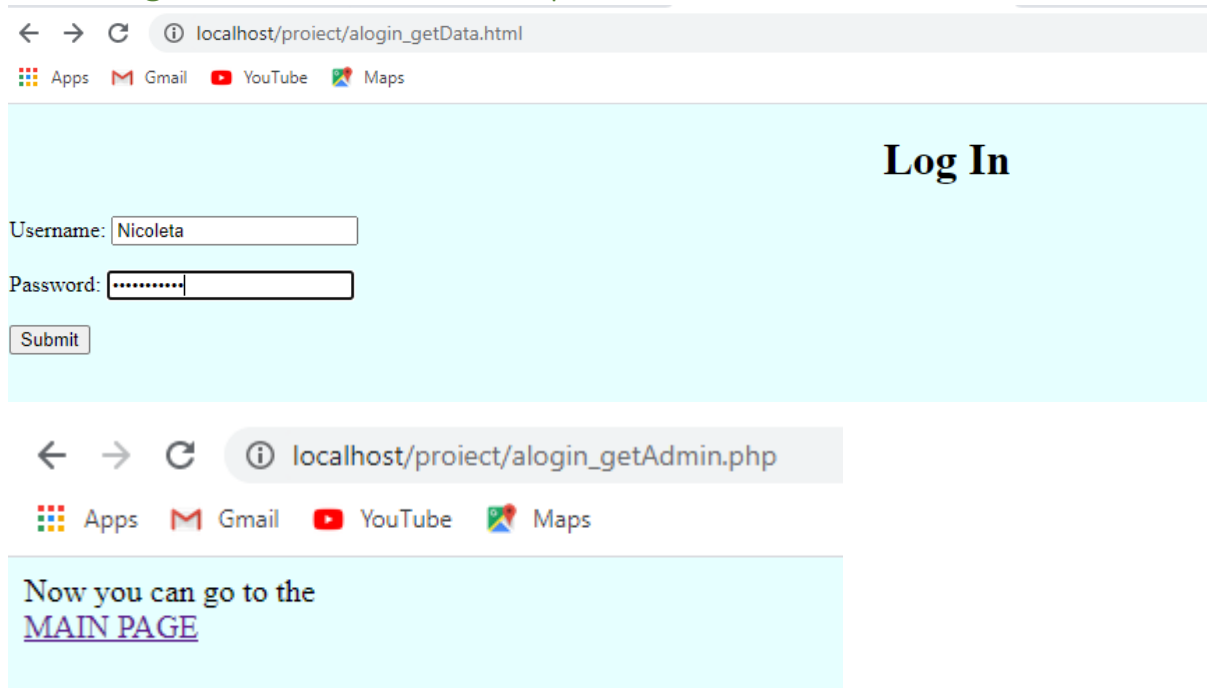 localhost/proiect/alogin_getData.html
Apps Gmail YouTube Maps
Log In
Username: Nicoleta
Password: •••••••••••
Submit
localhost/proiect/alogin_getAdmin.php
Apps Gmail YouTube Maps
Now you can go to the
MAIN PAGE